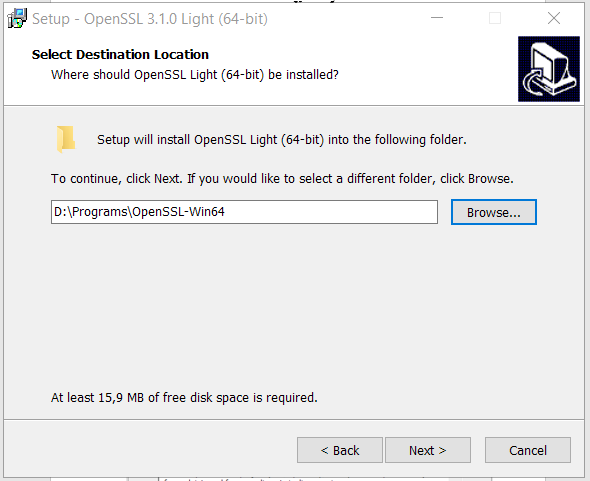 Setup - OpenSSL 3.1.0 Light (64-bit)
Select Destination Location
Where should OpenSSL Light (64-bit) be installed?
Setup will install OpenSSL Light (64-bit) into the following folder.
To continue, click Next. If you would like to select a different folder, click Browse.
D:\Programs\OpenSSL-Win64
Browse...
At least 15,9 MB of free disk space is required.
< Back
Next >
Cancel